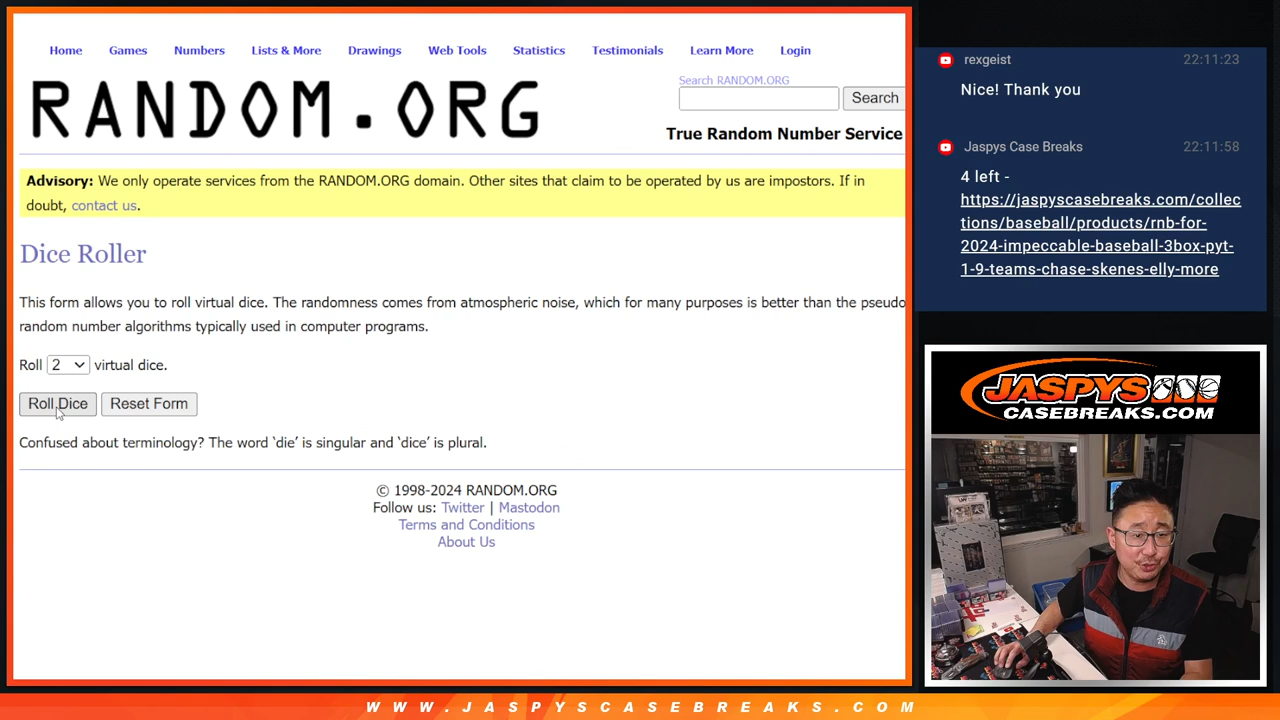 Home Games Numbers Lists & More Drawings Web Tools Statistics Testimonials Learn More Login
RANDOM.ORG
Search RANDOM.ORG
Search
True Random Number Service
Advisory: We only operate services from the RANDOM.ORG domain. Other sites that claim to be operated by us are impostors. If in
doubt, contact us.
Dice Roller
This form allows you to roll virtual dice. The randomness comes from atmospheric noise, which for many purposes is better than the pseudo
random number algorithms typically used in computer programs.
Roll 2 virtual dice.
Roll Dice Reset Form
Confused about terminology? The word ‘die’ is singular and ‘dice’ is plural.
© 1998-2024 RANDOM.ORG
Follow us: Twitter | Mastodon
Terms and Conditions
About Us
rexgeist 22:11:23
Nice! Thank you
Jaspys Case Breaks 22:11:58
4 left -
https://jaspyscasebreaks.com/collec
tions/baseball/products/rnb-for-
2024-impeccable-baseball-3box-pyt-
1-9-teams-chase-skenes-elly-more
JASPYS
CASEBREAKS.COM
WWW.JASPYSCASEBREAKS.COM